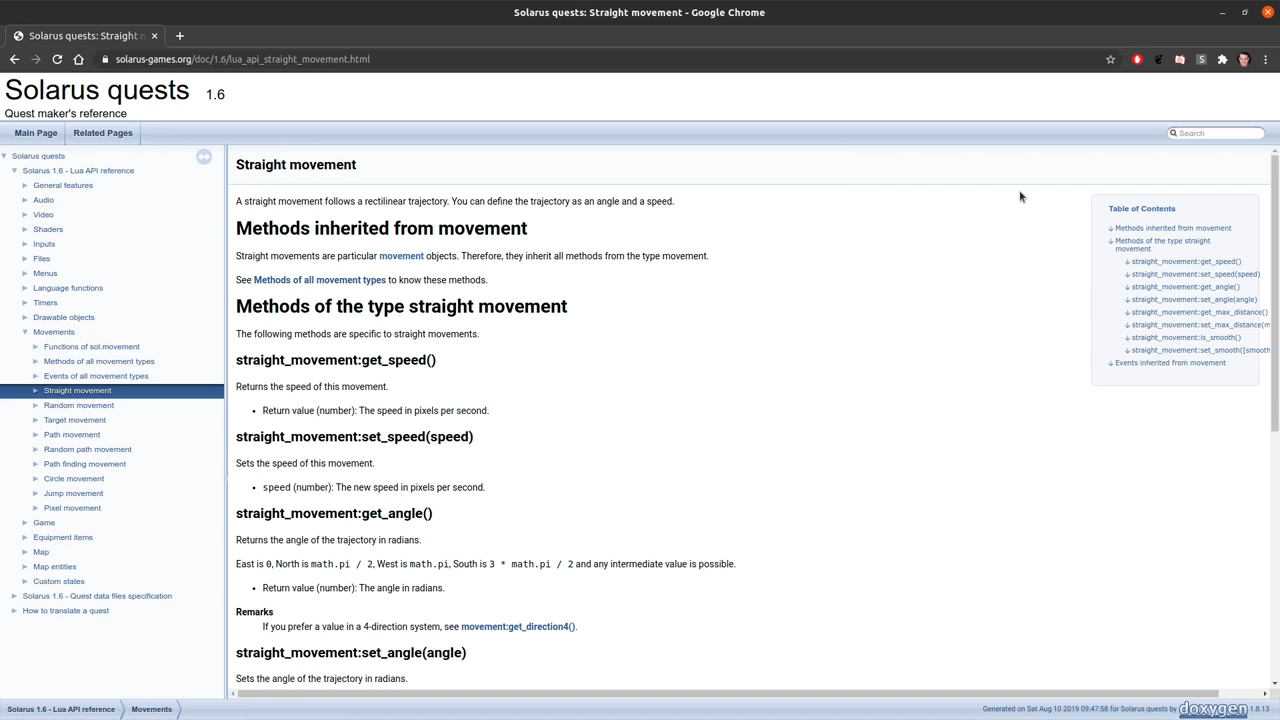 Solarus quests: Straight movement - Google Chrome
Solarus quests: Straight n
solarus-games.org/doc/1.6/lua_api_straight_movement.html
Solarus quests 1.6
Quest maker's reference
Main Page
Related Pages
Search
Solarus quests
Solarus 1.6 - Lua API reference
General features
Audio
Video
Shaders
Inputs
Files
Menus
Language functions
Timers
Drawable objects
Movements
Functions of sol.movement
Methods of all movement types
Events of all movement types
Straight movement
Random movement
Target movement
Path movement
Random path movement
Path finding movement
Circle movement
Jump movement
Pixel movement
Game
Equipment items
Map
Map entities
Custom states
Solarus 1.6 - Quest data files specification
How to translate a quest
Straight movement
A straight movement follows a rectilinear trajectory. You can define the trajectory as an angle and a speed.
Methods inherited from movement
Straight movements are particular movement objects. Therefore, they inherit all methods from the type movement.
See Methods of all movement types to know these methods.
Methods of the type straight movement
The following methods are specific to straight movements.
straight_movement:get_speed()
Returns the speed of this movement.
• Return value (number): The speed in pixels per second.
straight_movement:set_speed(speed)
Sets the speed of this movement.
• speed (number): The new speed in pixels per second.
straight_movement:get_angle()
Returns the angle of the trajectory in radians.
East is 0, North is math.pi / 2, West is math.pi, South is 3 * math.pi / 2 and any intermediate value is possible.
• Return value (number): The angle in radians.
Remarks
If you prefer a value in a 4-direction system, see movement:get_direction4().
straight_movement:set_angle(angle)
Sets the angle of the trajectory in radians.
Table of Contents
↓ Methods inherited from movement
↓ Methods of the type straight
movement
↓ straight_movement:get_speed()
↓ straight_movement:set_speed(speed)
↓ straight_movement:get_angle()
↓ straight_movement:set_angle(angle)
↓ straight_movement:get_max_distance()
↓ straight_movement:set_max_distance(m
↓ straight_movement:is_smooth()
↓ straight_movement:set_smooth([smooth
↓ Events inherited from movement
Solarus 1.6 - Lua API reference
Movements
Generated on Sat Aug 10 2019 09:47:58 for Solarus quests by doxygen 1.8.13